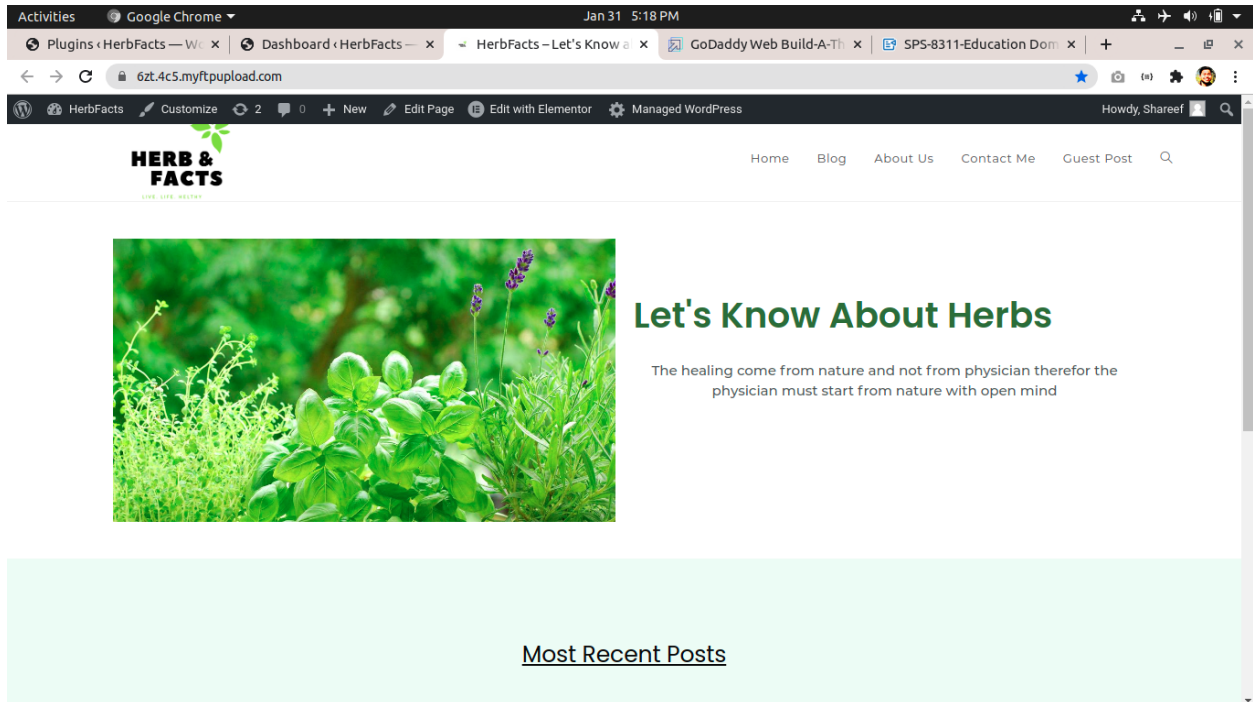 Activities Google Chrome Jan 31 5:18 PM
Plugins ‹ HerbFacts — Wo Dashboard ‹ HerbFacts — HerbFacts – Let's Know a GoDaddy Web Build-A-Th SPS-8311-Education Dom
6zt.4c5.myftpupload.com
HerbFacts Customize 2 0 New Edit Page Edit with Elementor Managed WordPress Howdy, Shareef
HERB &
FACTS
LIVE. LIFE. HELTHY
Home Blog About Us Contact Me Guest Post
Let's Know About Herbs
The healing come from nature and not from physician therefor the
physician must start from nature with open mind
Most Recent Posts